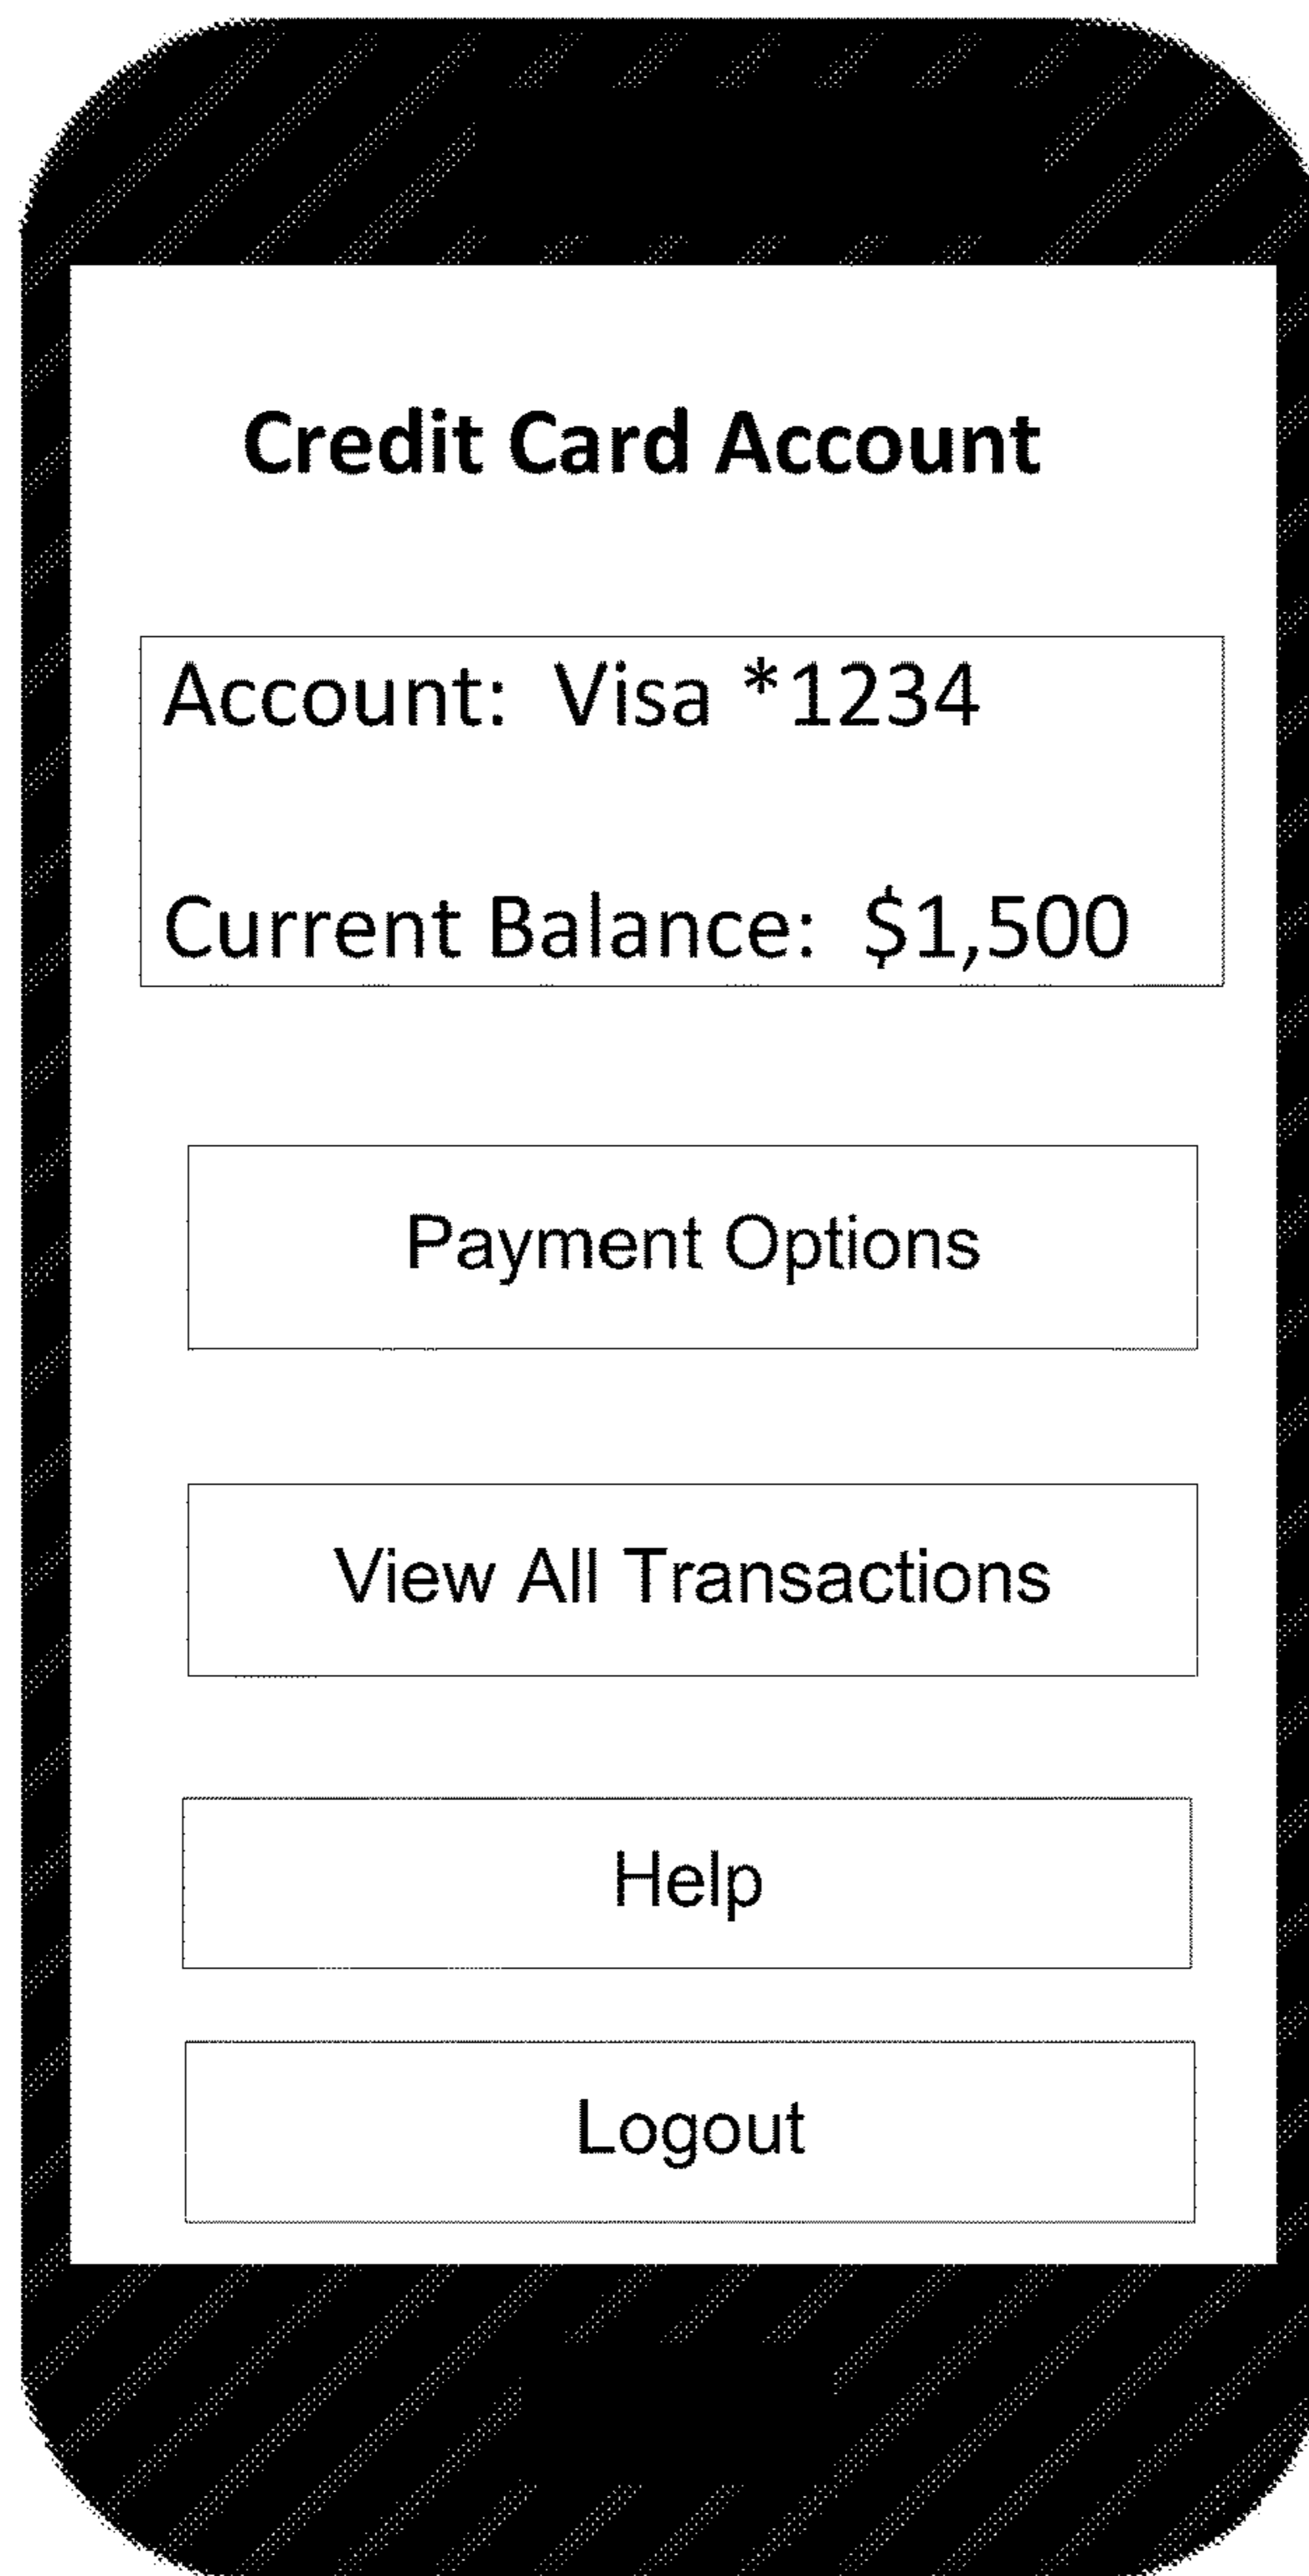 Credit Card Account
Account: Visa *1234
Current Balance: $1,500
Payment Options
View All Transactions
Help
Logout